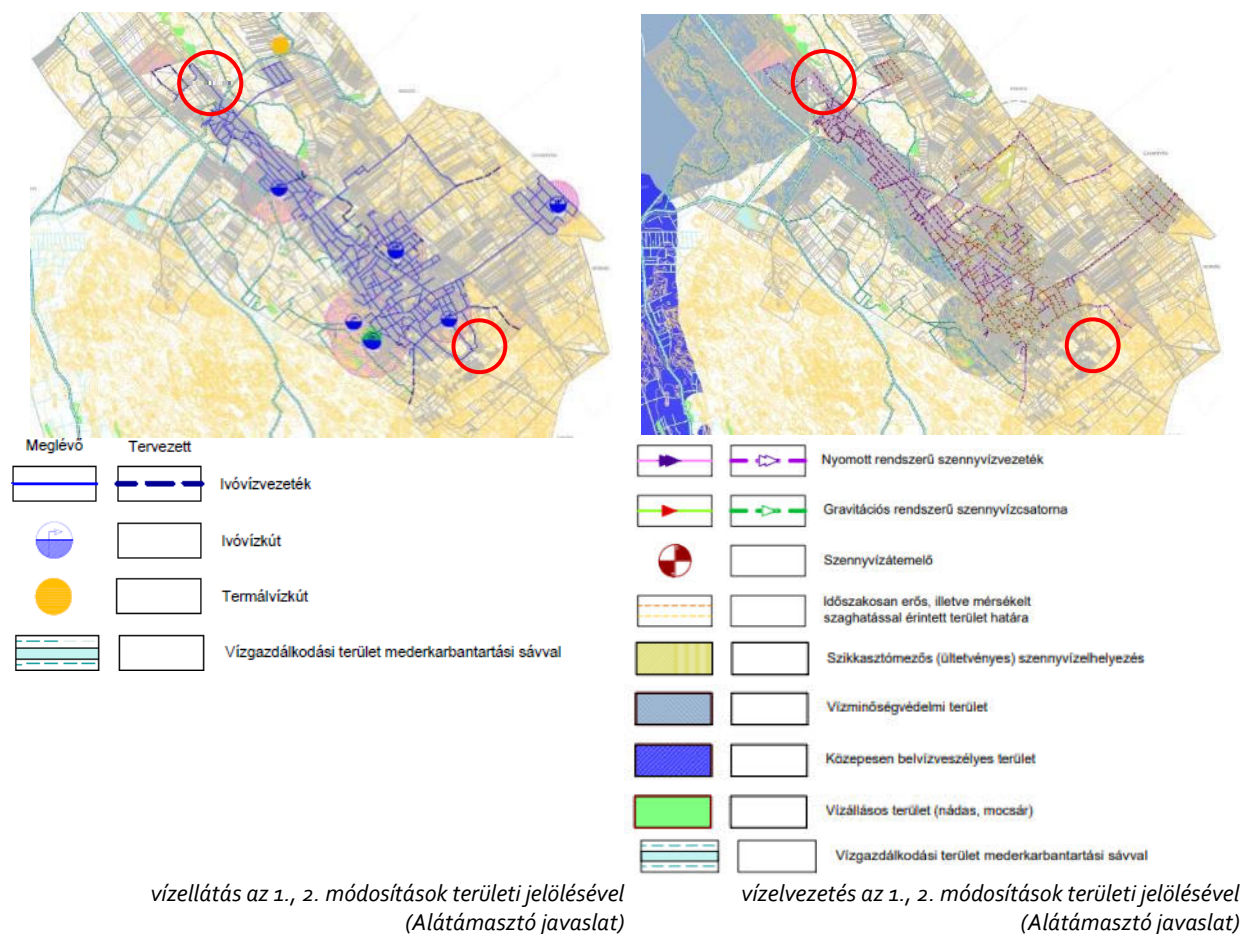 Meglévő Tervezett
Ivóvízvezeték
Ivóvízkút
Termálvízkút
Vízgazdálkodási terület mederkarbantartási sávval
vízellátás az 1., 2. módosítások területi jelölésével
(Alátámasztó javaslat)
Nyomott rendszerű szennyvízvezeték
Gravitációs rendszerű szennyvízcsatorna
Szennyvízátemelő
Időszakosan erős, illetve mérsékelt
szaghatással érintett terület határa
Szikkasztómezős (ültetvényes) szennyvízelhelyezés
Vízminőségvédelmi terület
Közepesen belvízveszélyes terület
Vízállásos terület (nádas, mocsár)
Vízgazdálkodási terület mederkarbantartási sávval
vízelvezetés az 1., 2. módosítások területi jelölésével
(Alátámasztó javaslat)